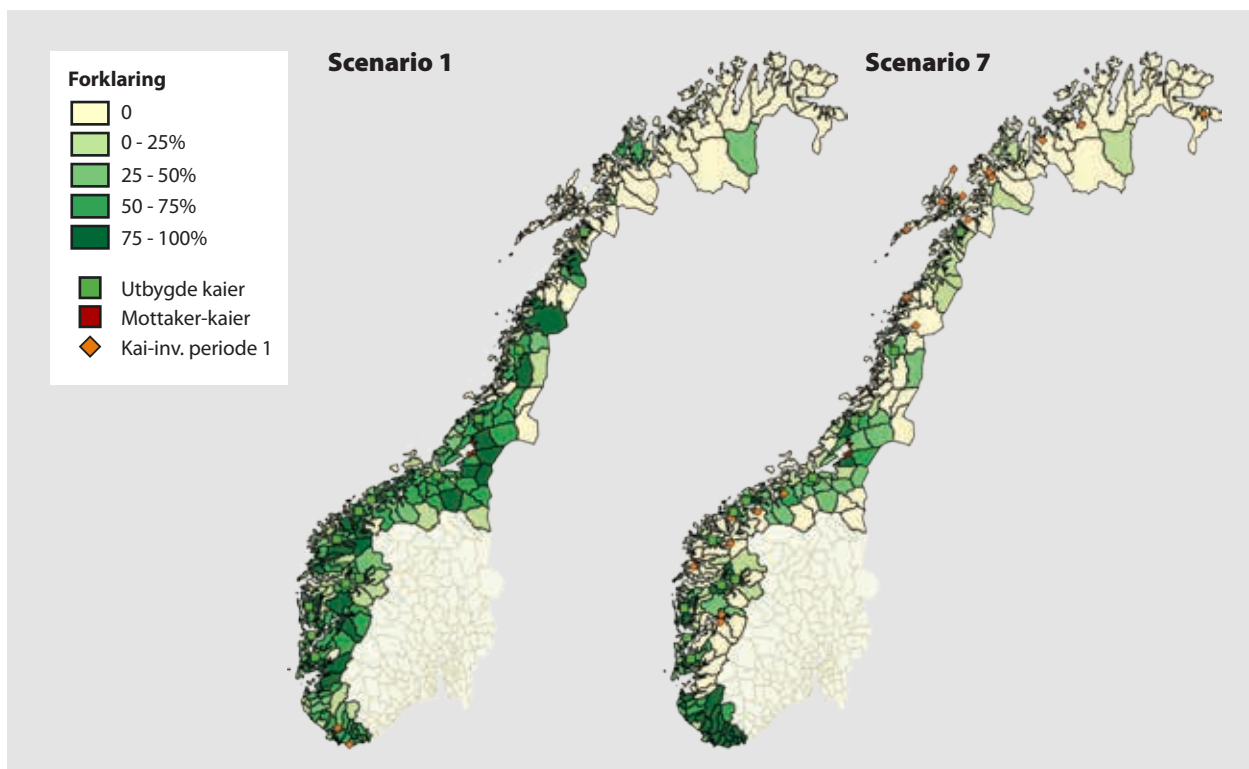 Scenario 1
Scenario 7
Forklaring
0
0 - 25%
25 - 50%
50 - 75%
75 - 100%
Utbygde kaier
Mottaker-kaier
Kai-inv. periode 1